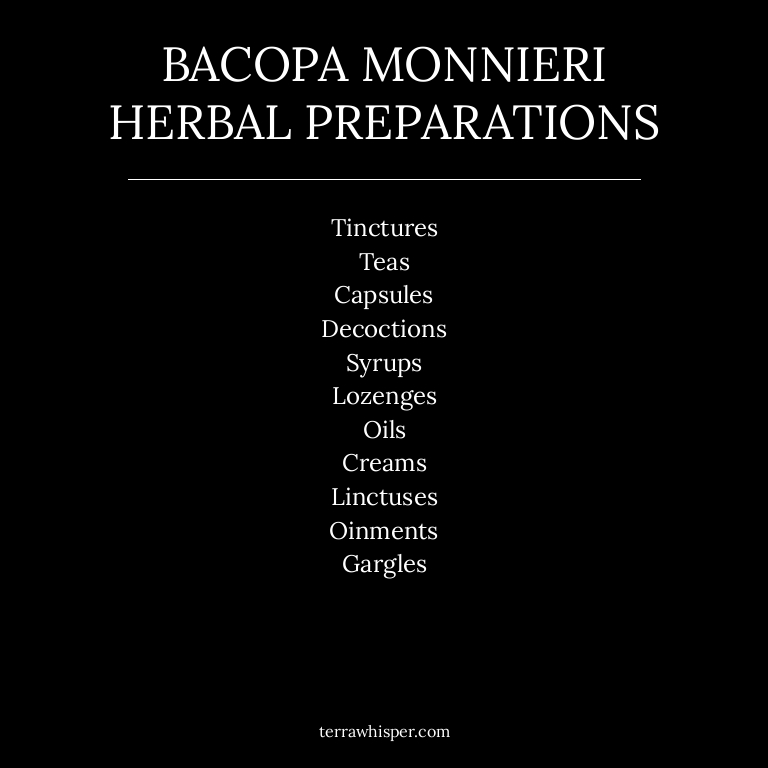 BACOPA MONNIERI
HERBAL PREPARATIONS
Tinctures
Teas
Capsules
Decoctions
Syrups
Lozenges
Oils
Creams
Linctuses
Oinments
Gargles
terrawhisper.com